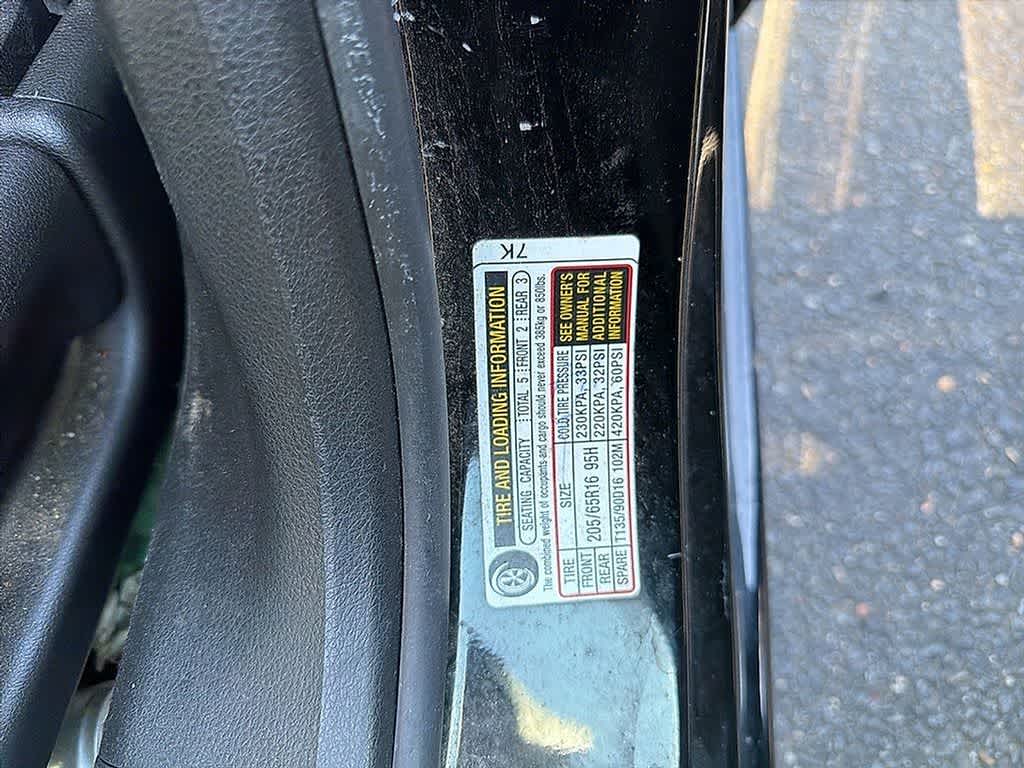 7K
TIRE AND LOADING INFORMATION
SEATING CAPACITY TOTAL 5 FRONT 2 REAR 3
The combined weight of occupants and cargo should never exceed 385kg or 850lbs.
TIRE SIZE COLD TIRE PRESSURE
FRONT 205/65R16 95H 230KPA, 33PSI
REAR 220KPA, 32PSI
SPARE T135/90D16 102M 420KPA, 60PSI
SEE OWNER'S
MANUAL FOR
ADDITIONAL
INFORMATION